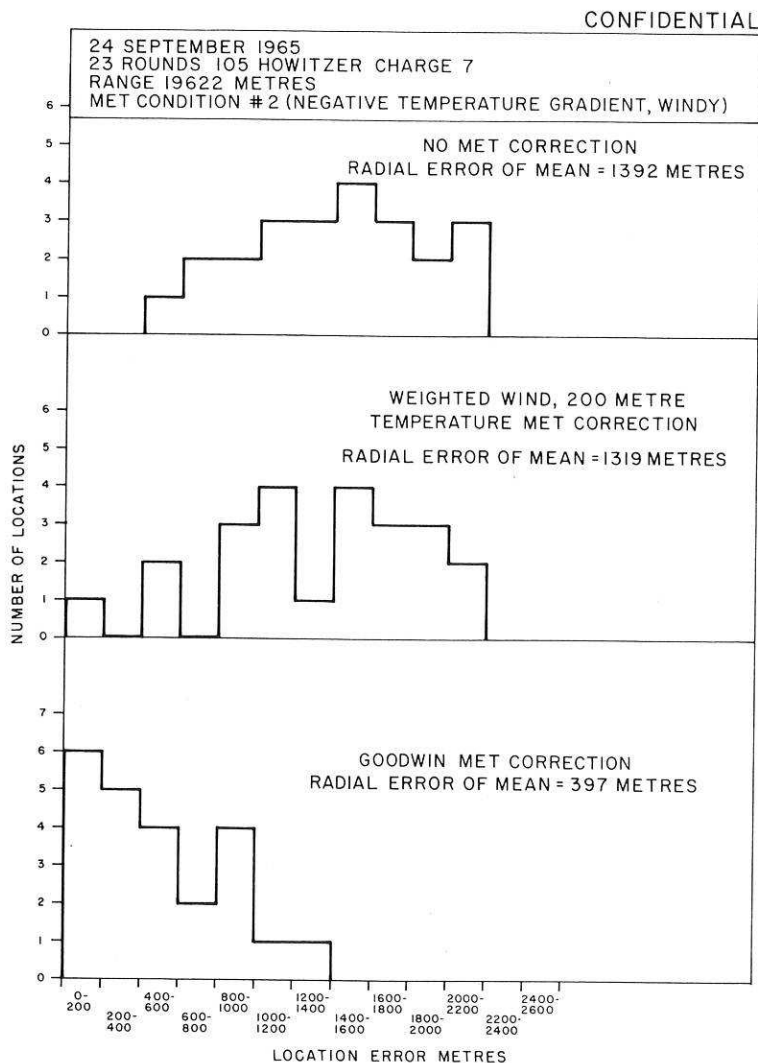 CONFIDENTIAL
24 SEPTEMBER 1965
23 ROUNDS 105 HOWITZER CHARGE 7
RANGE 19622 METRES
MET CONDITION #2 (NEGATIVE TEMPERATURE GRADIENT, WINDY)
6
5
4
3
2
1
0
NO MET CORRECTION
RADIAL ERROR OF MEAN = 1392 METRES
6
5
4
3
2
1
0
WEIGHTED WIND, 200 METRE
TEMPERATURE MET CORRECTION
RADIAL ERROR OF MEAN = 1319 METRES
NUMBER OF LOCATIONS
7
6
5
4
3
2
1
0
GOODWIN MET CORRECTION
RADIAL ERROR OF MEAN = 397 METRES
0-200
200-400
400-600
600-800
800-1000
1000-1200
1200-1400
1400-1600
1600-1800
1800-2000
2000-2200
2200-2400
2400-2600
LOCATION ERROR METRES